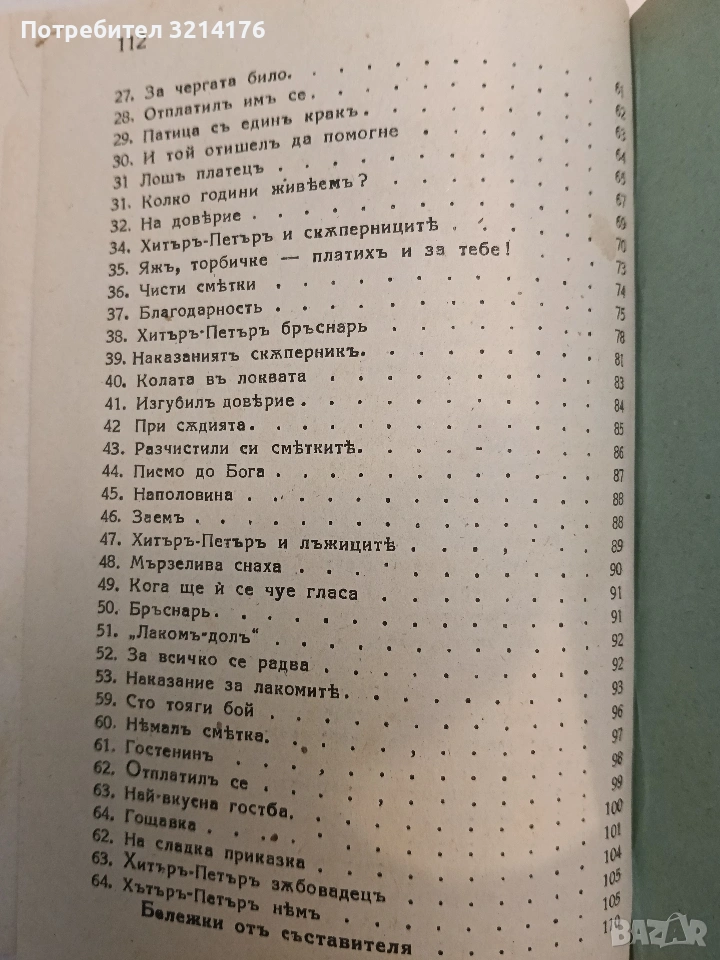 Потребител 3214176
112
27. За чергата било. 61
28. Отплатилъ имъ се. 62
29. Патица съ единъ кракъ. 63
30. И той отишелъ да помогне 64
31 Лошъ платецъ 65
31. Колко години живѣемъ? 67
32. На довѣрие 69
34. Хитъръ-Петъръ и скѫперницитѣ 70
35. Яжъ, торбичке — платихъ и за тебе! 73
36. Чисти смѣтки 74
37. Благодарность 75
38. Хитъръ-Петъръ бръснарь 78
39. Наказаниятъ скѫперникъ. 81
40. Колата въ локвата 83
41. Изгубилъ довѣрие 84
42 При сѫдията 85
43. Разчистили си смѣткитѣ. 86
44. Писмо до Бога 87
45. Наполовина 88
46. Заемъ 88
47. Хитъръ-Петъръ и лъжицитѣ 89
48. Мързелива снаха 90
49. Кога ще ѝ се чуе гласа 91
50. Бръснарь. 91
51. „Лакомъ-долъ“ 92
52. За всичко се радва 92
53. Наказание за лакомитѣ. 93
59. Сто тояги бой 96
60. Нѣмалъ смѣтка. 97
61. Гостенинъ 98
62. Отплатилъ се 99
63. Най-вкусна гостба. 100
64. Гощавка 101
62. На сладка приказка 104
63. Хитъръ-Петъръ зѫбовадецъ 105
64. Хътъръ-Петъръ нѣмъ 105
Бележки отъ съставителя 110
BAZAR